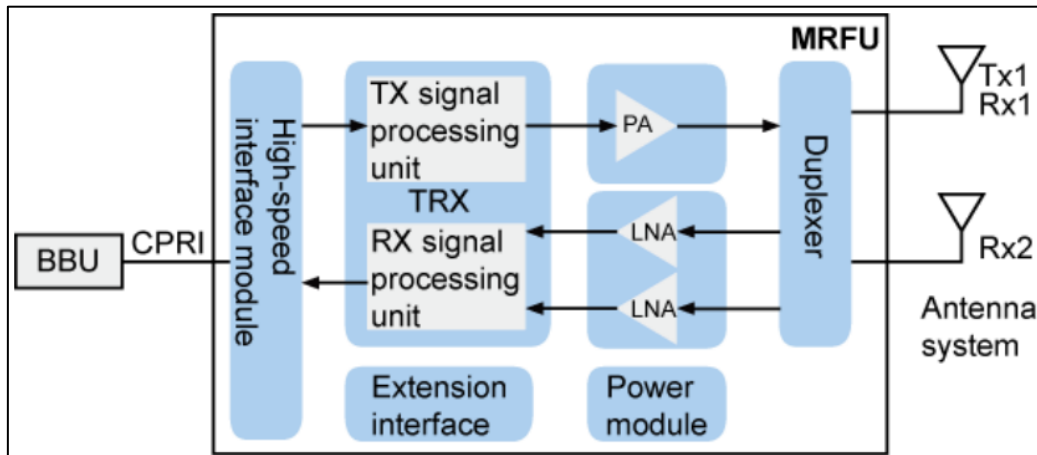 MRFU
BBU
CPRI
High-speed
interface module
TX signal
processing
unit
TRX
RX signal
processing
unit
PA
LNA
LNA
Duplexer
Extension
interface
Power
module
Tx1
Rx1
Rx2
Antenna
system